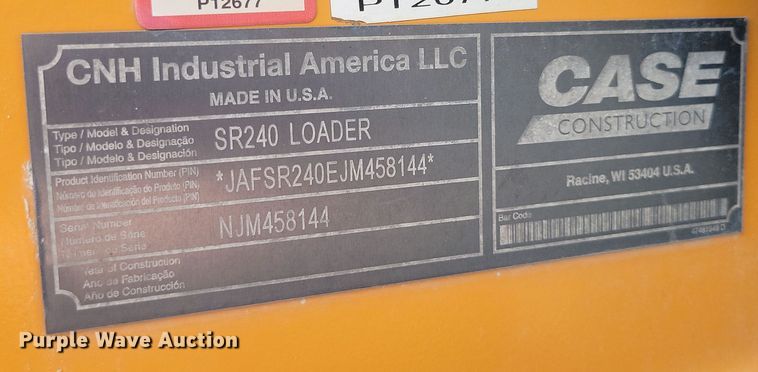 P12677
CNH Industrial America LLC
MADE IN U.S.A.
Type / Model & Designation
Tipo / Modelo & Designação
Tipo / Modelo & Designación
SR240 LOADER
Product Identification Number (PIN)
Número de Identificação do Produto (PIN)
Número de Identificación del Producto (PIN)
*JAFSR240EJM458144*
Serial Number
Número de Série
Número de Serie
NJM458144
Year of Construction
Ano de Fabricação
Año de Construcción
CASE
CONSTRUCTION
Racine, WI 53404 U.S.A.
Bar Code
Purple Wave Auction